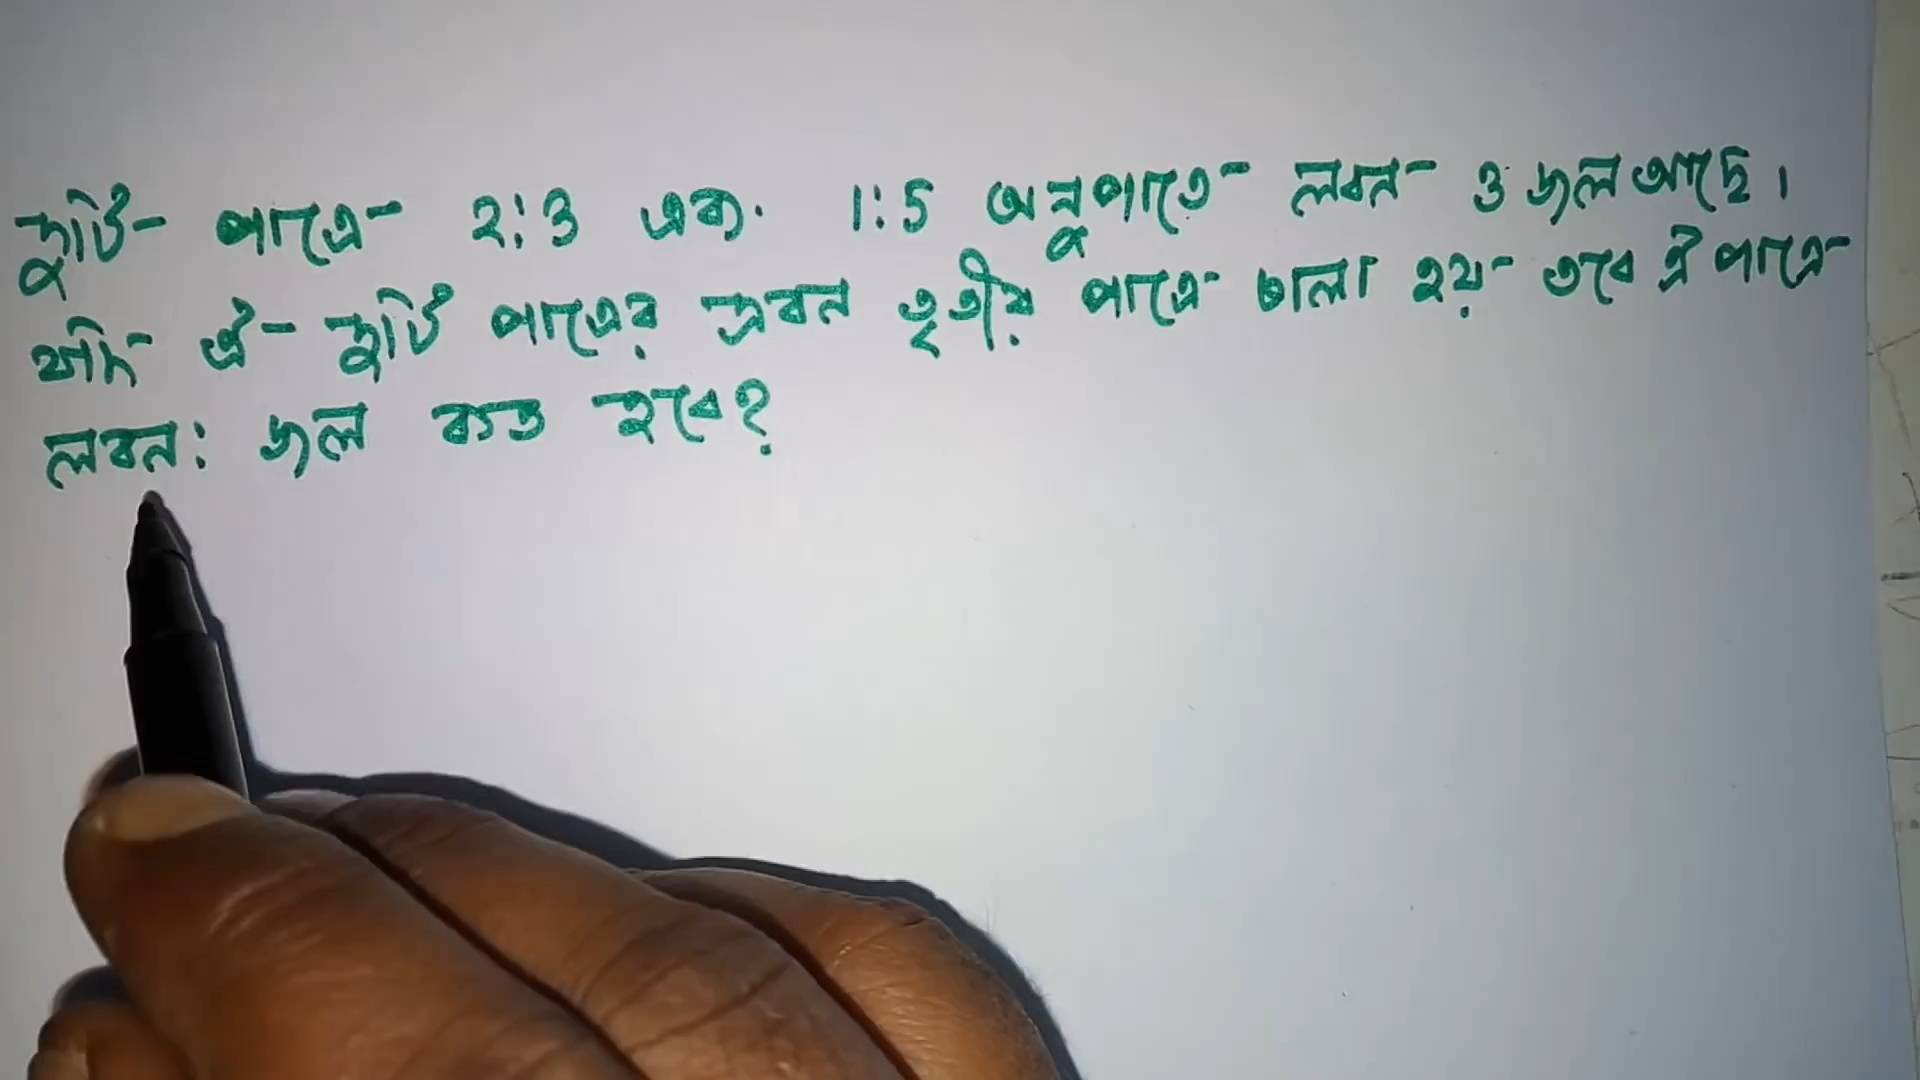 দুটি পাত্রে 2:3 এবং 1:5 অনুপাতে লবন ও জল আছে।
যদি ঐ দুটি পাত্রের দ্রবন তৃতীয় পাত্রে ঢালা হয় তবে ঐ পাত্রে
লবন: জল কত হবে?